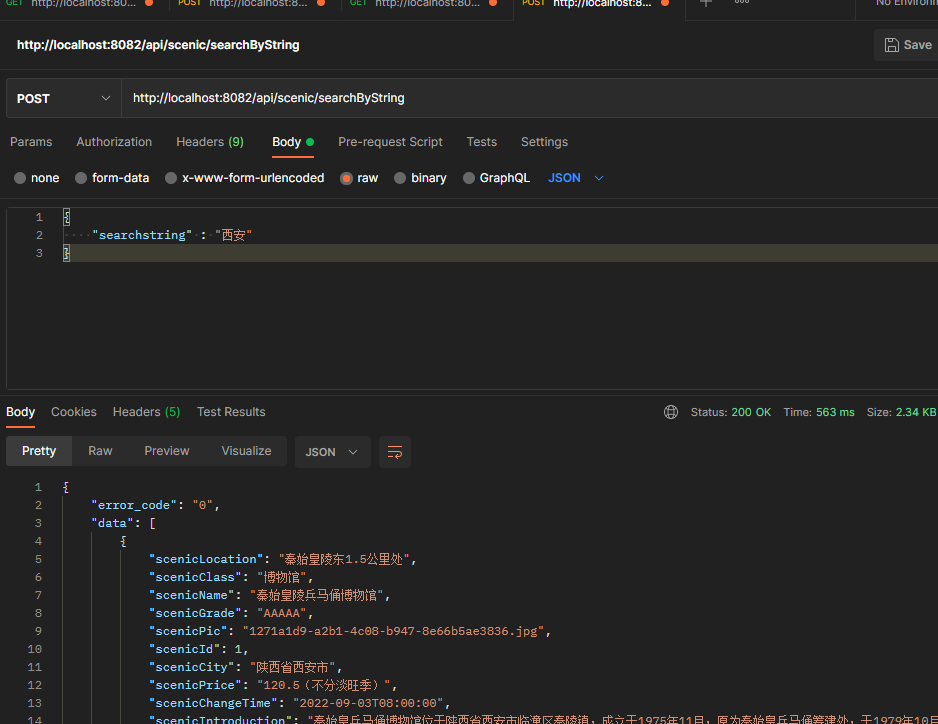 GET http://localhost:80... POST http://localhost:8... GET http://localhost:80... POST http://localhost:8... No Environ
http://localhost:8082/api/scenic/searchByString
Save
POST http://localhost:8082/api/scenic/searchByString
Params Authorization Headers (9) Body Pre-request Script Tests Settings
none form-data x-www-form-urlencoded raw binary GraphQL JSON
1 {
2 "searchstring" : "西安"
3 }
Body Cookies Headers (5) Test Results Status: 200 OK Time: 563 ms Size: 2.34 KB
Pretty Raw Preview Visualize JSON
1 {
2 "error_code": "0",
3 "data": [
4 {
5 "scenicLocation": "秦始皇陵东1.5公里处",
6 "scenicClass": "博物馆",
7 "scenicName": "秦始皇陵兵马俑博物馆",
8 "scenicGrade": "AAAAA",
9 "scenicPic": "1271a1d9-a2b1-4c08-b947-8e66b5ae3836.jpg",
10 "scenicId": 1,
11 "scenicCity": "陕西省西安市",
12 "scenicPrice": "120.5（不分淡旺季）",
13 "scenicChangeTime": "2022-09-03T08:00:00",
14 "scenicIntroduction": "秦始皇兵马俑博物馆位于陕西省西安市临潼区秦陵镇，成立于1975年11月，原为秦始皇兵马俑筹建处，于1979年10月